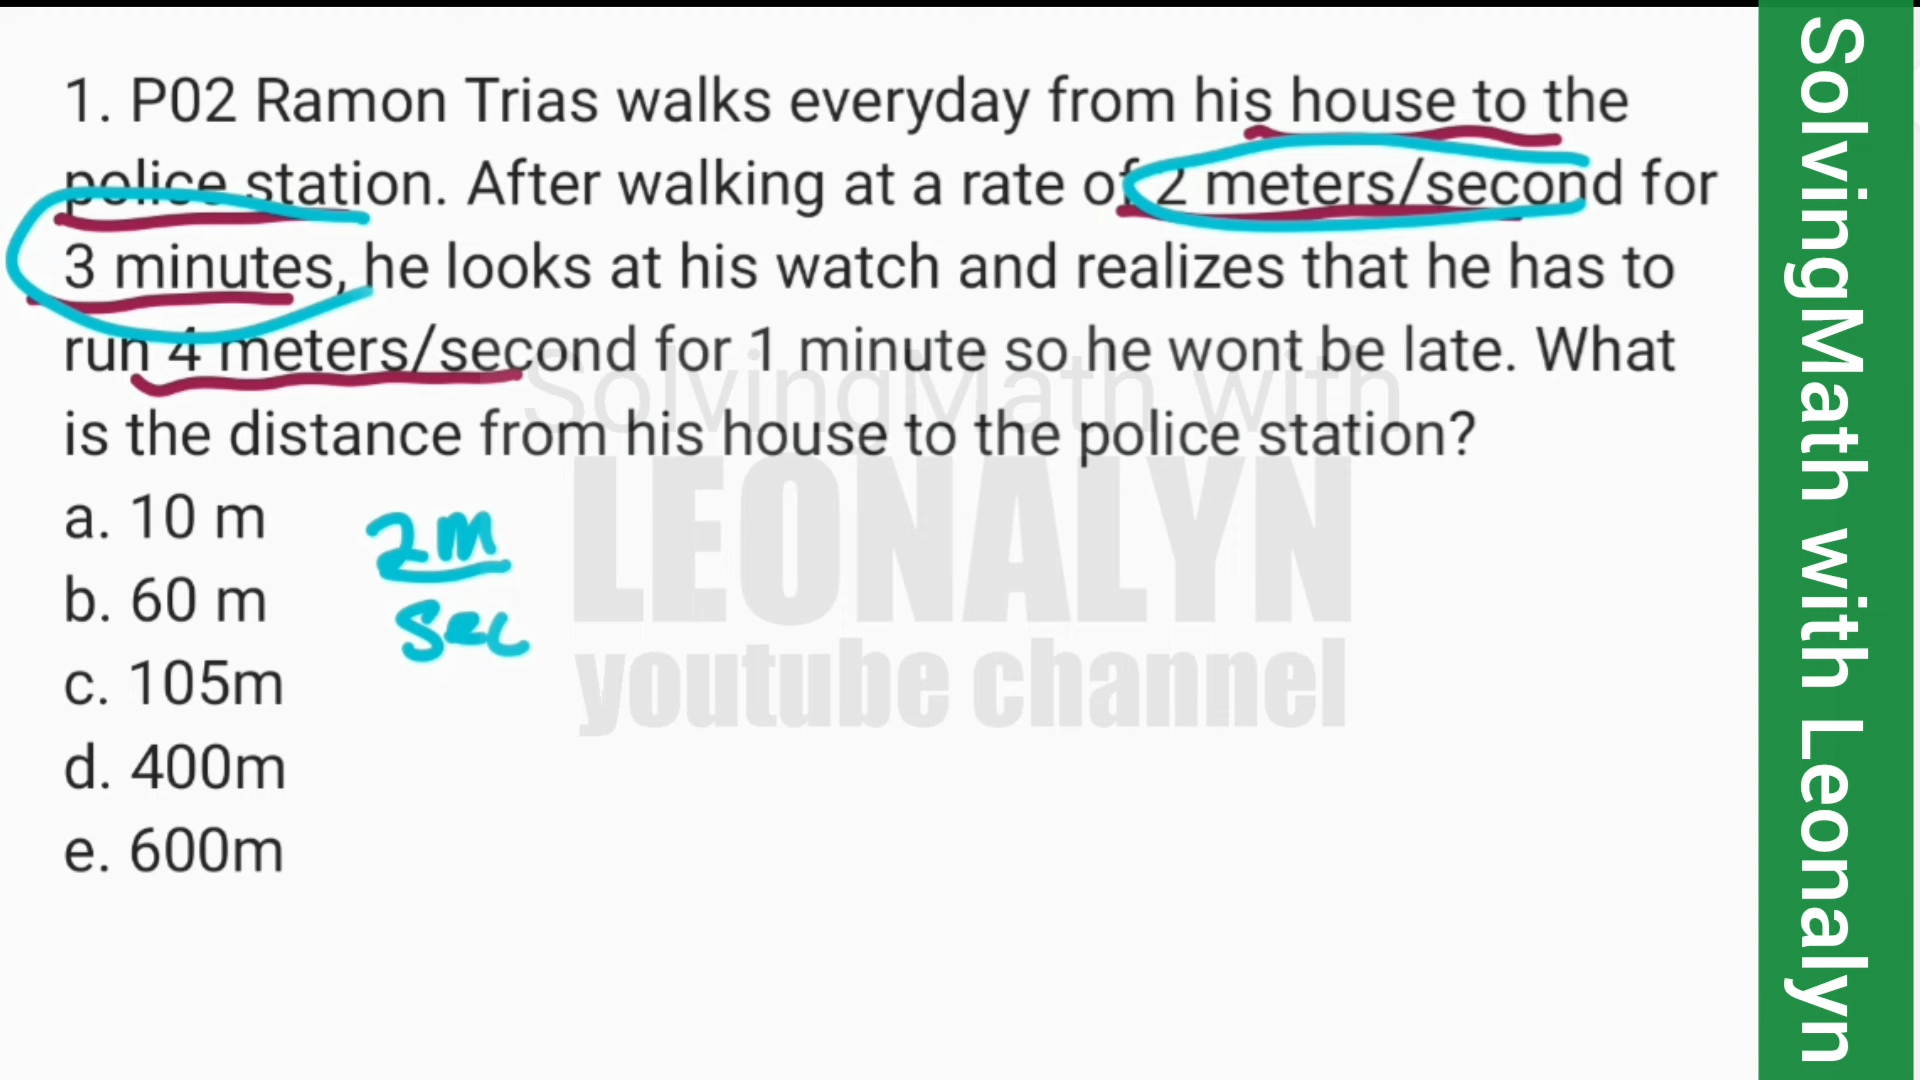 1. P02 Ramon Trias walks everyday from his house to the
police station. After walking at a rate of 2 meters/second for
3 minutes, he looks at his watch and realizes that he has to
run 4 meters/second for 1 minute so he wont be late. What
is the distance from his house to the police station?
a. 10 m
b. 60 m
c. 105m
d. 400m
e. 600m
2m
sec
SolvingMath with
LEONALYN
youtube channel
SolvingMath with Leonalyn